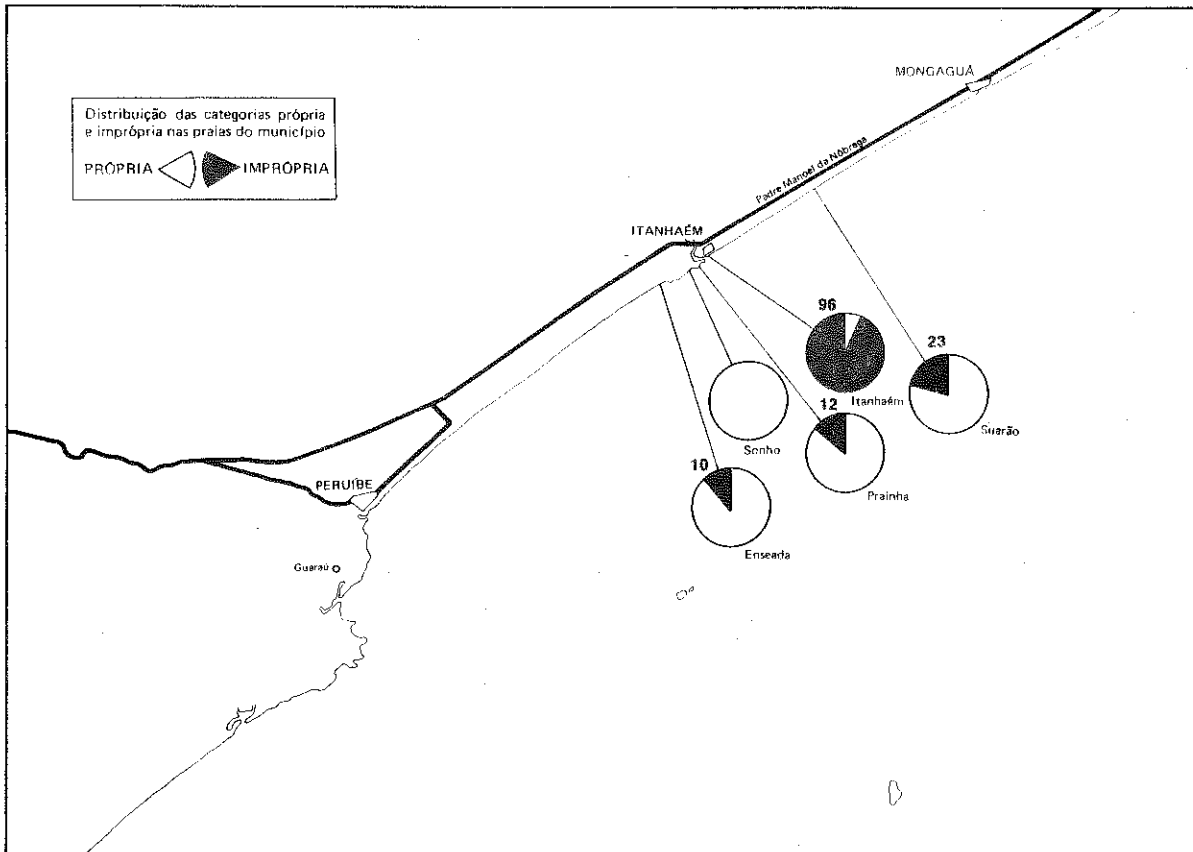 MONGAGUÁ
Distribuição das categorias própria
e imprópria nas praias do município
PRÓPRIA IMPRÓPRIA
Padre Manoel da Nóbrega
ITANHAÉM
96
23
Itanhaém
12
Suarão
Sonho
10
Prainha
PERUÍBE
Enseada
Guaraú